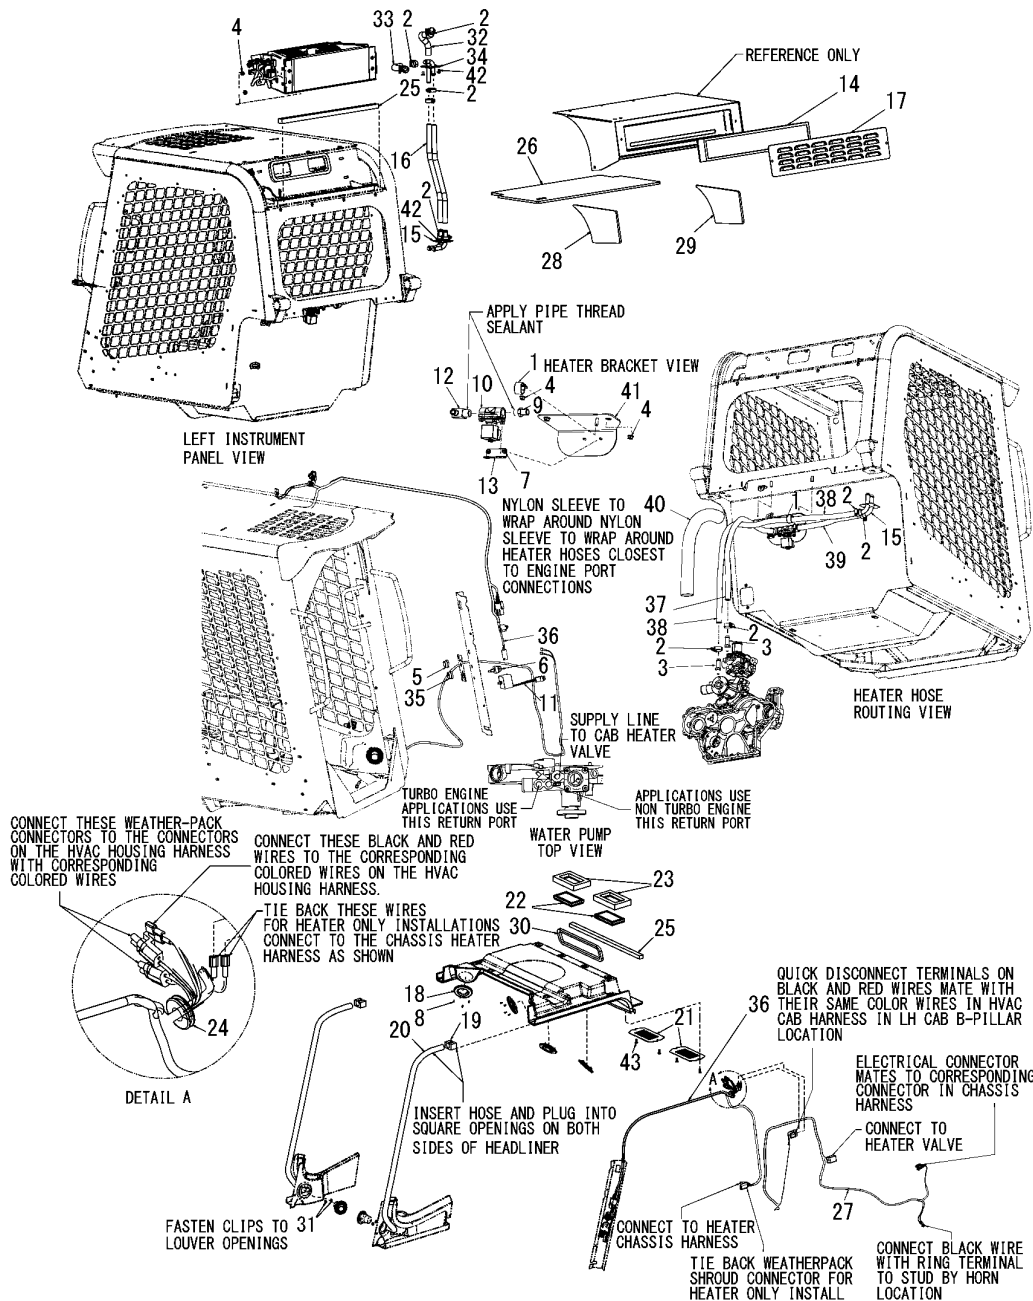 33
2
2
4
32
34
42
2
25
16
2
42
15
LEFT INSTRUMENT
PANEL VIEW
REFERENCE ONLY
14
17
26
28
29
APPLY PIPE THREAD
SEALANT
1
HEATER BRACKET VIEW
12
10
4
41
9
4
13
7
NYLON SLEEVE TO
WRAP AROUND NYLON
SLEEVE TO WRAP AROUND
HEATER HOSES CLOSEST
TO ENGINE PORT
CONNECTIONS
40
1
38
2
39
2
15
37
38
2
2
3
3
HEATER HOSE
ROUTING VIEW
36
5
35
6
11
SUPPLY LINE
TO CAB HEATER
VALVE
TURBO ENGINE
APPLICATIONS USE
THIS RETURN PORT
APPLICATIONS USE
NON TURBO ENGINE
THIS RETURN PORT
WATER PUMP
TOP VIEW
CONNECT THESE WEATHER-PACK
CONNECTORS TO THE CONNECTORS
ON THE HVAC HOUSING HARNESS
WITH CORRESPONDING
COLORED WIRES
CONNECT THESE BLACK AND RED
WIRES TO THE CORRESPONDING
COLORED WIRES ON THE HVAC
HOUSING HARNESS.
TIE BACK THESE WIRES
FOR HEATER ONLY INSTALLATIONS
CONNECT TO THE CHASSIS HEATER
HARNESS AS SHOWN
24
DETAIL A
23
22
30
25
18
8
20
19
21
43
INSERT HOSE AND PLUG INTO
SQUARE OPENINGS ON BOTH
SIDES OF HEADLINER
31
FASTEN CLIPS TO
LOUVER OPENINGS
36
QUICK DISCONNECT TERMINALS ON
BLACK AND RED WIRES MATE WITH
THEIR SAME COLOR WIRES IN HVAC
CAB HARNESS IN LH CAB B-PILLAR
LOCATION
A
ELECTRICAL CONNECTOR
MATES TO CORRESPONDING
CONNECTOR IN CHASSIS
HARNESS
CONNECT TO
HEATER VALVE
27
CONNECT TO HEATER
CHASSIS HARNESS
TIE BACK WEATHERPACK
SHROUD CONNECTOR FOR
HEATER ONLY INSTALL
CONNECT BLACK WIRE
WITH RING TERMINAL
TO STUD BY HORN
LOCATION